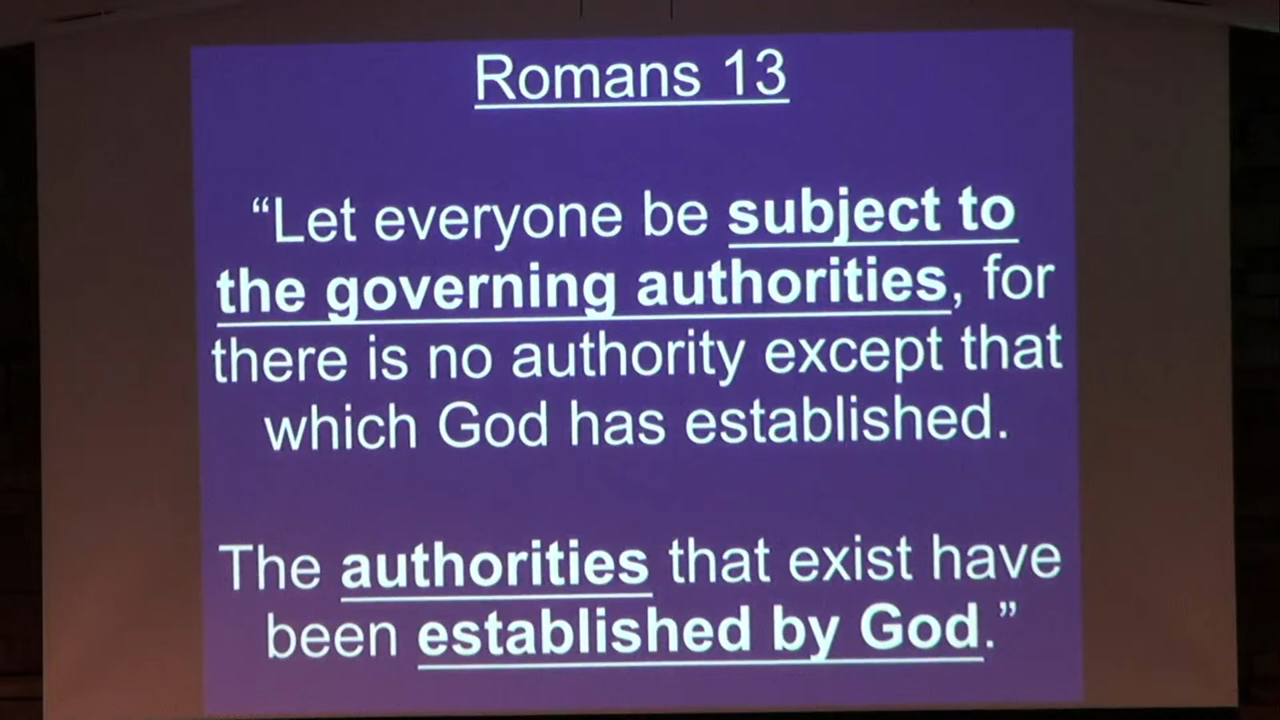 Romans 13
“Let everyone be subject to
the governing authorities, for
there is no authority except that
which God has established.
The authorities that exist have
been established by God.”